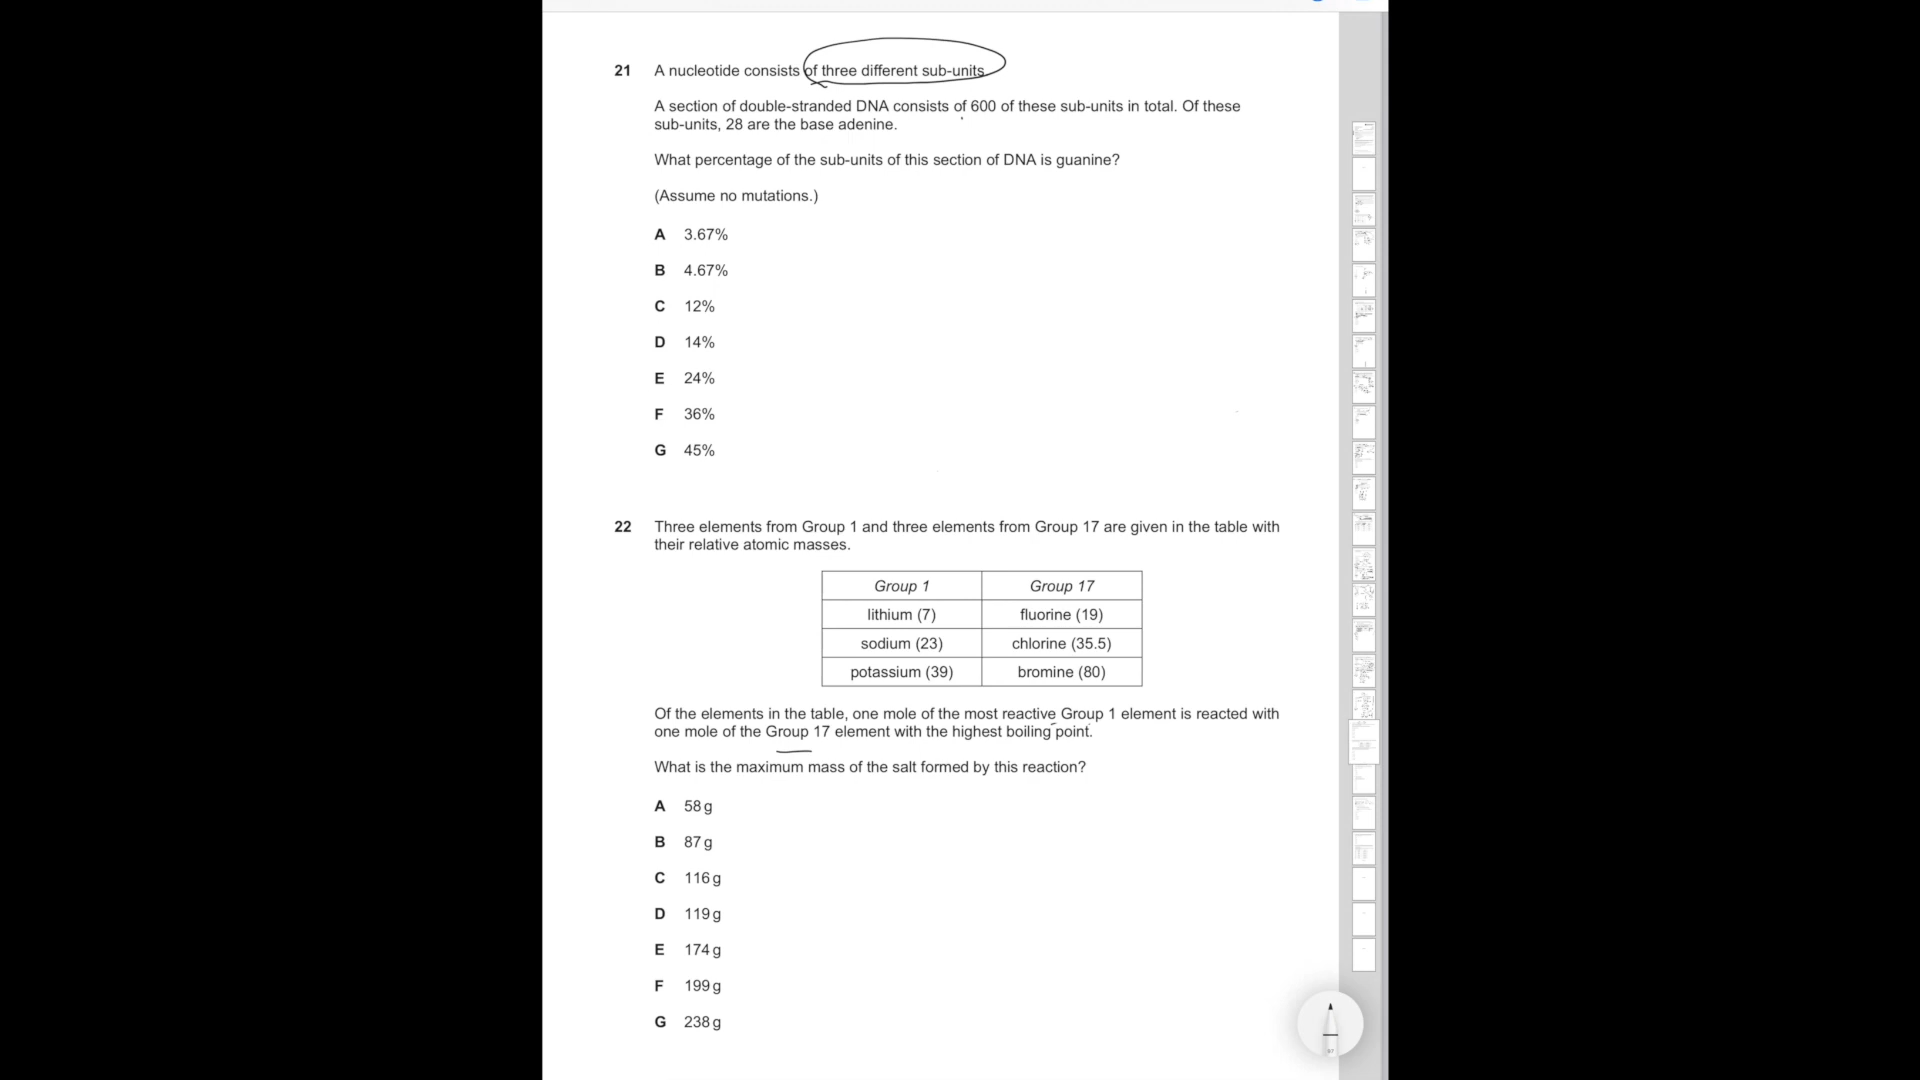 21 A nucleotide consists of three different sub-units.
A section of double-stranded DNA consists of 600 of these sub-units in total. Of these
sub-units, 28 are the base adenine.
What percentage of the sub-units of this section of DNA is guanine?
(Assume no mutations.)
A 3.67%
B 4.67%
C 12%
D 14%
E 24%
F 36%
G 45%
22 Three elements from Group 1 and three elements from Group 17 are given in the table with
their relative atomic masses.
Group 1 Group 17
lithium (7) fluorine (19)
sodium (23) chlorine (35.5)
potassium (39) bromine (80)
Of the elements in the table, one mole of the most reactive Group 1 element is reacted with
one mole of the Group 17 element with the highest boiling point.
What is the maximum mass of the salt formed by this reaction?
A 58 g
B 87 g
C 116 g
D 119 g
E 174 g
F 199 g
G 238 g